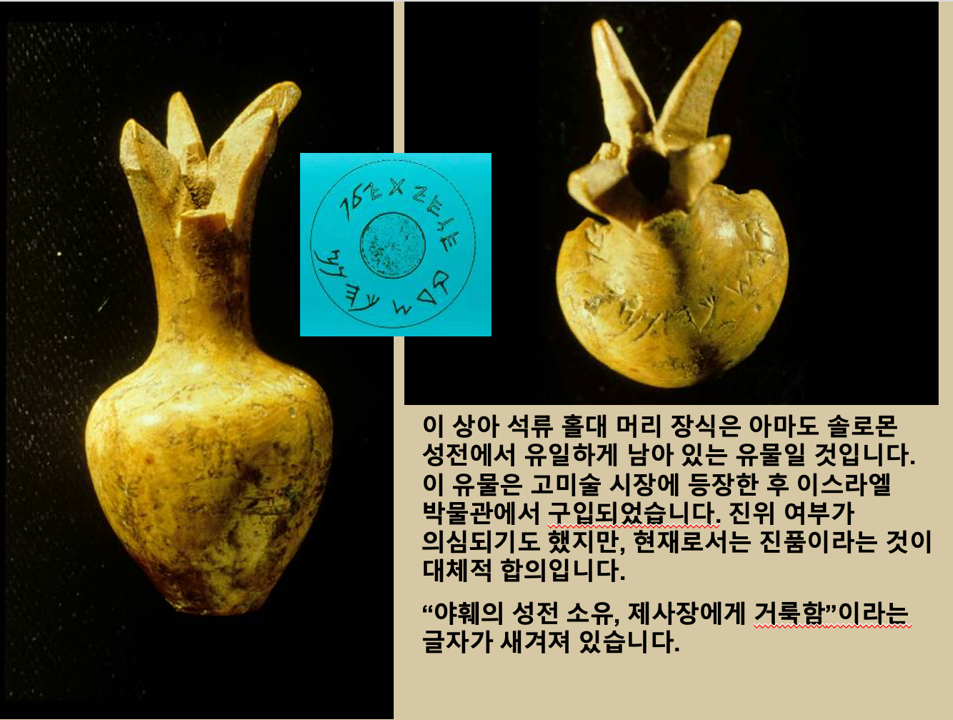 이 상아 석류 홀대 머리 장식은 아마도 솔로몬
성전에서 유일하게 남아 있는 유물일 것입니다.
이 유물은 고미술 시장에 등장한 후 이스라엘
박물관에서 구입되었습니다. 진위 여부가
의심되기도 했지만, 현재로서는 진품이라는 것이
대체적 합의입니다.
“야훼의 성전 소유, 제사장에게 거룩함”이라는
글자가 새겨져 있습니다.